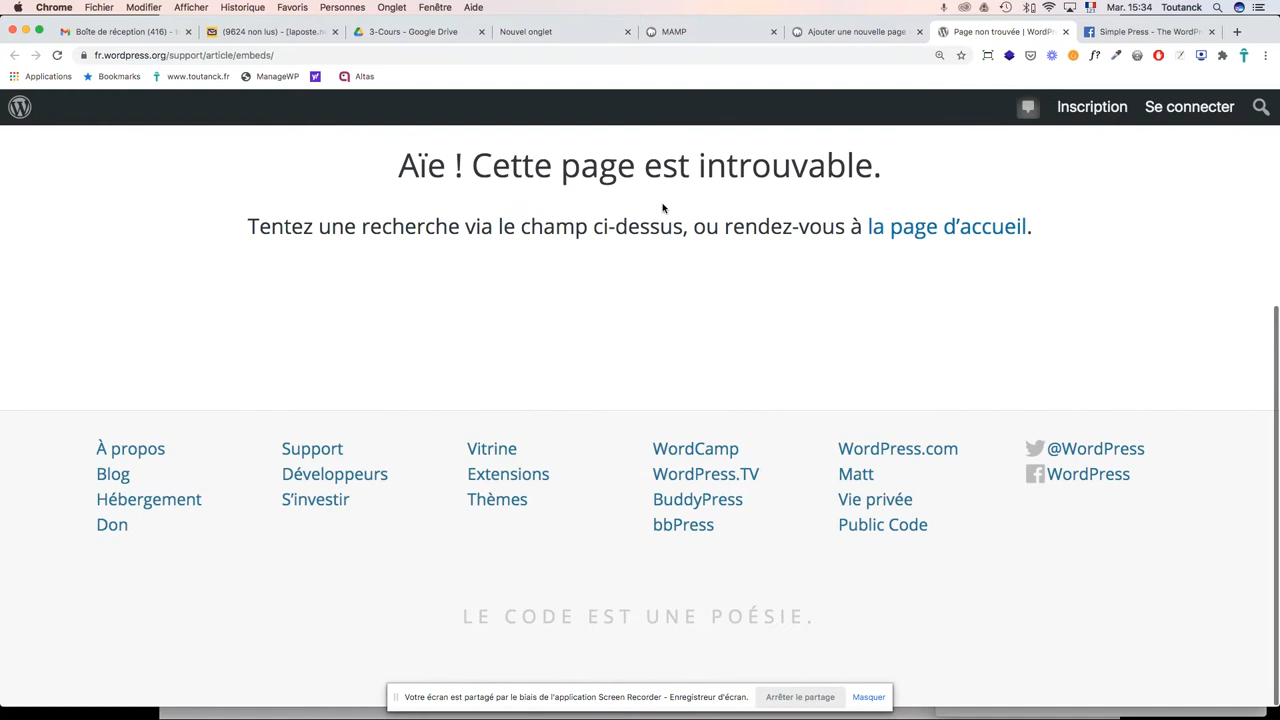 Chrome Fichier Modifier Afficher Historique Favoris Personnes Onglet Fenêtre Aide Mar. 15:34 Toutanck
Boîte de réception (416) - t × (9624 non lus) - [laposte.ne × 3-Cours - Google Drive × Nouvel onglet × MAMP × Ajouter une nouvelle page × Page non trouvée | WordPr × Simple Press - The WordPr × +
fr.wordpress.org/support/article/embeds/
Applications Bookmarks www.toutanck.fr ManageWP Altas
Inscription Se connecter
Aïe ! Cette page est introuvable.
Tentez une recherche via le champ ci-dessus, ou rendez-vous à la page d’accueil.
À propos Support Vitrine WordCamp WordPress.com @WordPress
Blog Développeurs Extensions WordPress.TV Matt WordPress
Hébergement S’investir Thèmes BuddyPress Vie privée
Don bbPress Public Code
LE CODE EST UNE POÉSIE.
Votre écran est partagé par le biais de l'application Screen Recorder - Enregistreur d'écran. Arrêter le partage Masquer